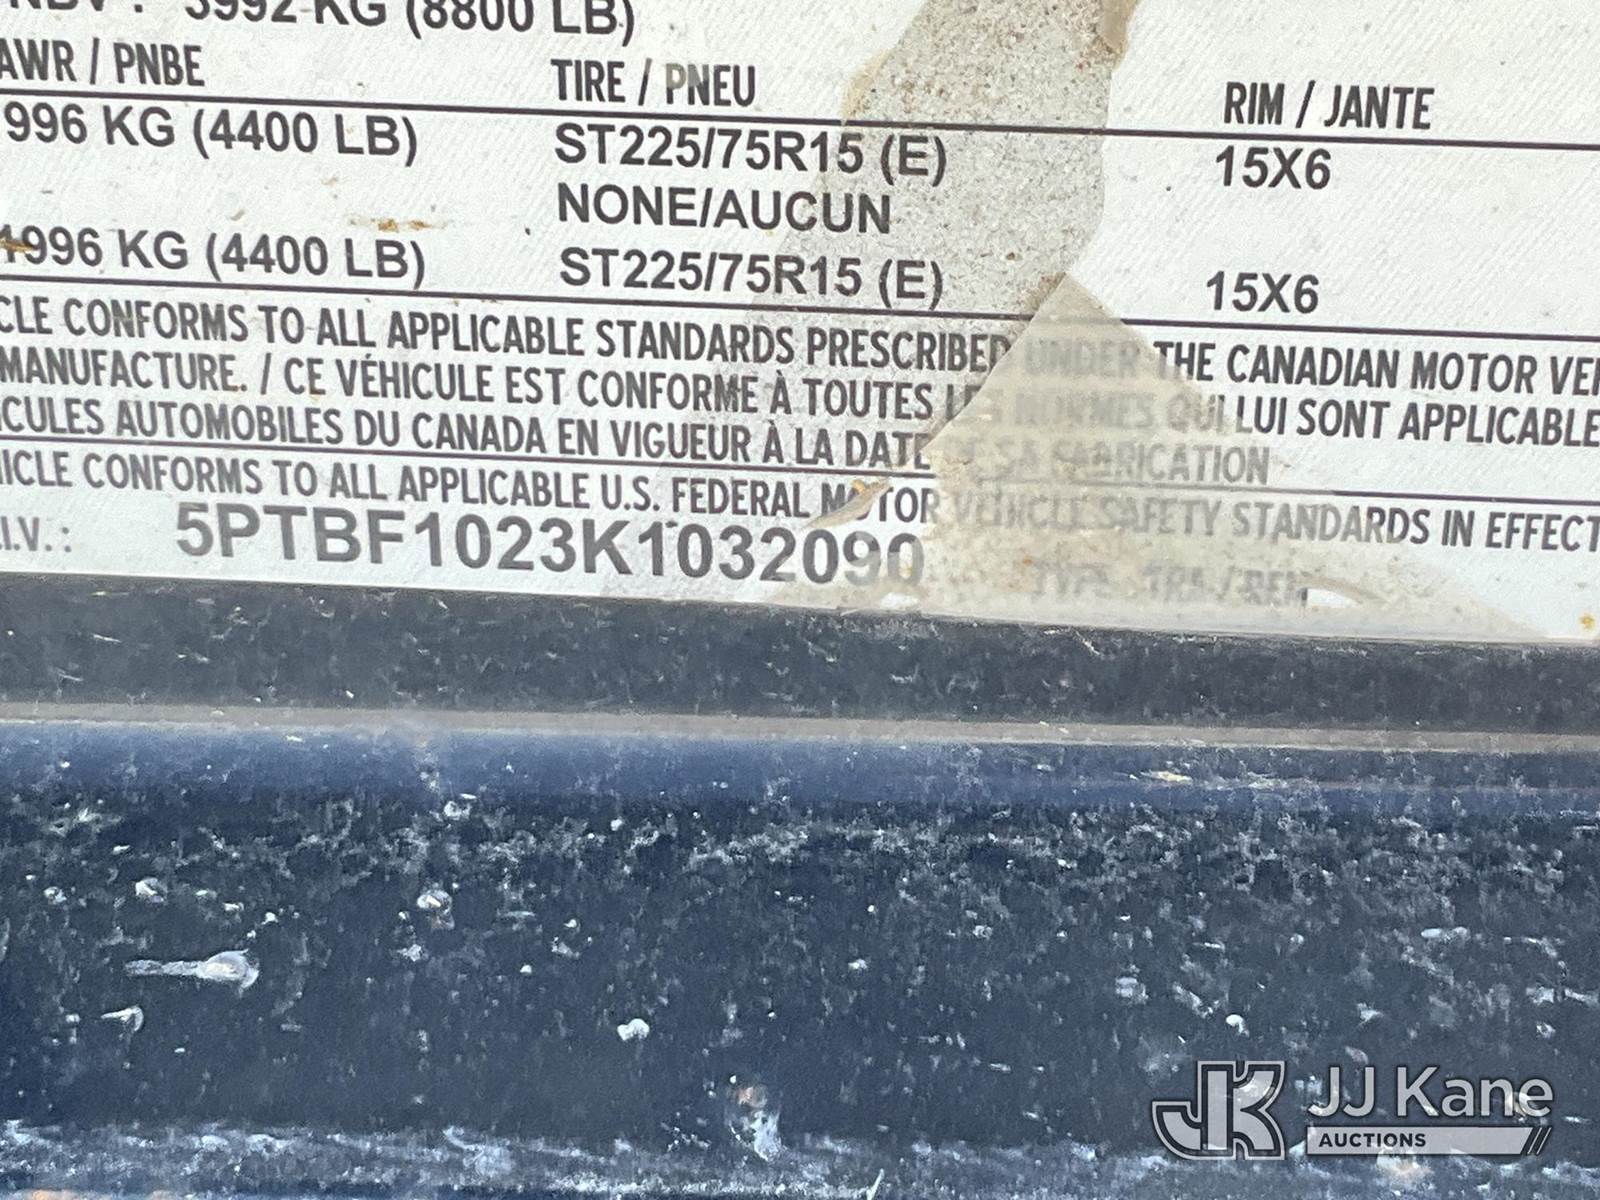 3992 KG (8800 LB)
AWR / PNBE TIRE / PNEU RIM / JANTE
996 KG (4400 LB) ST225/75R15 (E) 15X6
NONE/AUCUN
1996 KG (4400 LB) ST225/75R15 (E) 15X6
CLE CONFORMS TO ALL APPLICABLE STANDARDS PRESCRIBED UNDER THE CANADIAN MOTOR VE
MANUFACTURE. / CE VÉHICULE EST CONFORME À TOUTES LES NORMES QUI LUI SONT APPLICABLE
CULES AUTOMOBILES DU CANADA EN VIGUEUR À LA DATE DE SA FABRICATION
ICLE CONFORMS TO ALL APPLICABLE U.S. FEDERAL MOTOR VEHICLE SAFETY STANDARDS IN EFFECT
.I.V. : 5PTBF1023K1032090 TYPE TRA / REM
JK JJ Kane
AUCTIONS